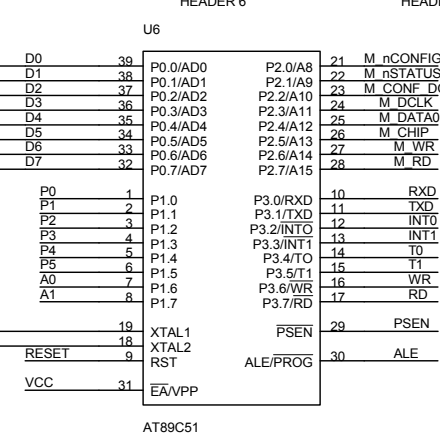 HEADER 6 HEAD
U6
D0 39 P0.0/AD0 P2.0/A8 21 M_nCONFIG
D1 38 P0.1/AD1 P2.1/A9 22 M_nSTATUS
D2 37 P0.2/AD2 P2.2/A10 23 M_CONF_DO
D3 36 P0.3/AD3 P2.3/A11 24 M_DCLK
D4 35 P0.4/AD4 P2.4/A12 25 M_DATA0
D5 34 P0.5/AD5 P2.5/A13 26 M_CHIP
D6 33 P0.6/AD6 P2.6/A14 27 M_WR
D7 32 P0.7/AD7 P2.7/A15 28 M_RD
P0 1 P1.0 P3.0/RXD 10 RXD
P1 2 P1.1 P3.1/TXD 11 TXD
P2 3 P1.2 P3.2/INTO 12 INT0
P3 4 P1.3 P3.3/INT1 13 INT1
P4 5 P1.4 P3.4/TO 14 T0
P5 6 P1.5 P3.5/T1 15 T1
A0 7 P1.6 P3.6/WR 16 WR
A1 8 P1.7 P3.7/RD 17 RD
19 XTAL1 PSEN 29 PSEN
18 XTAL2
RESET 9 RST ALE/PROG 30 ALE
VCC 31 EA/VPP
AT89C51